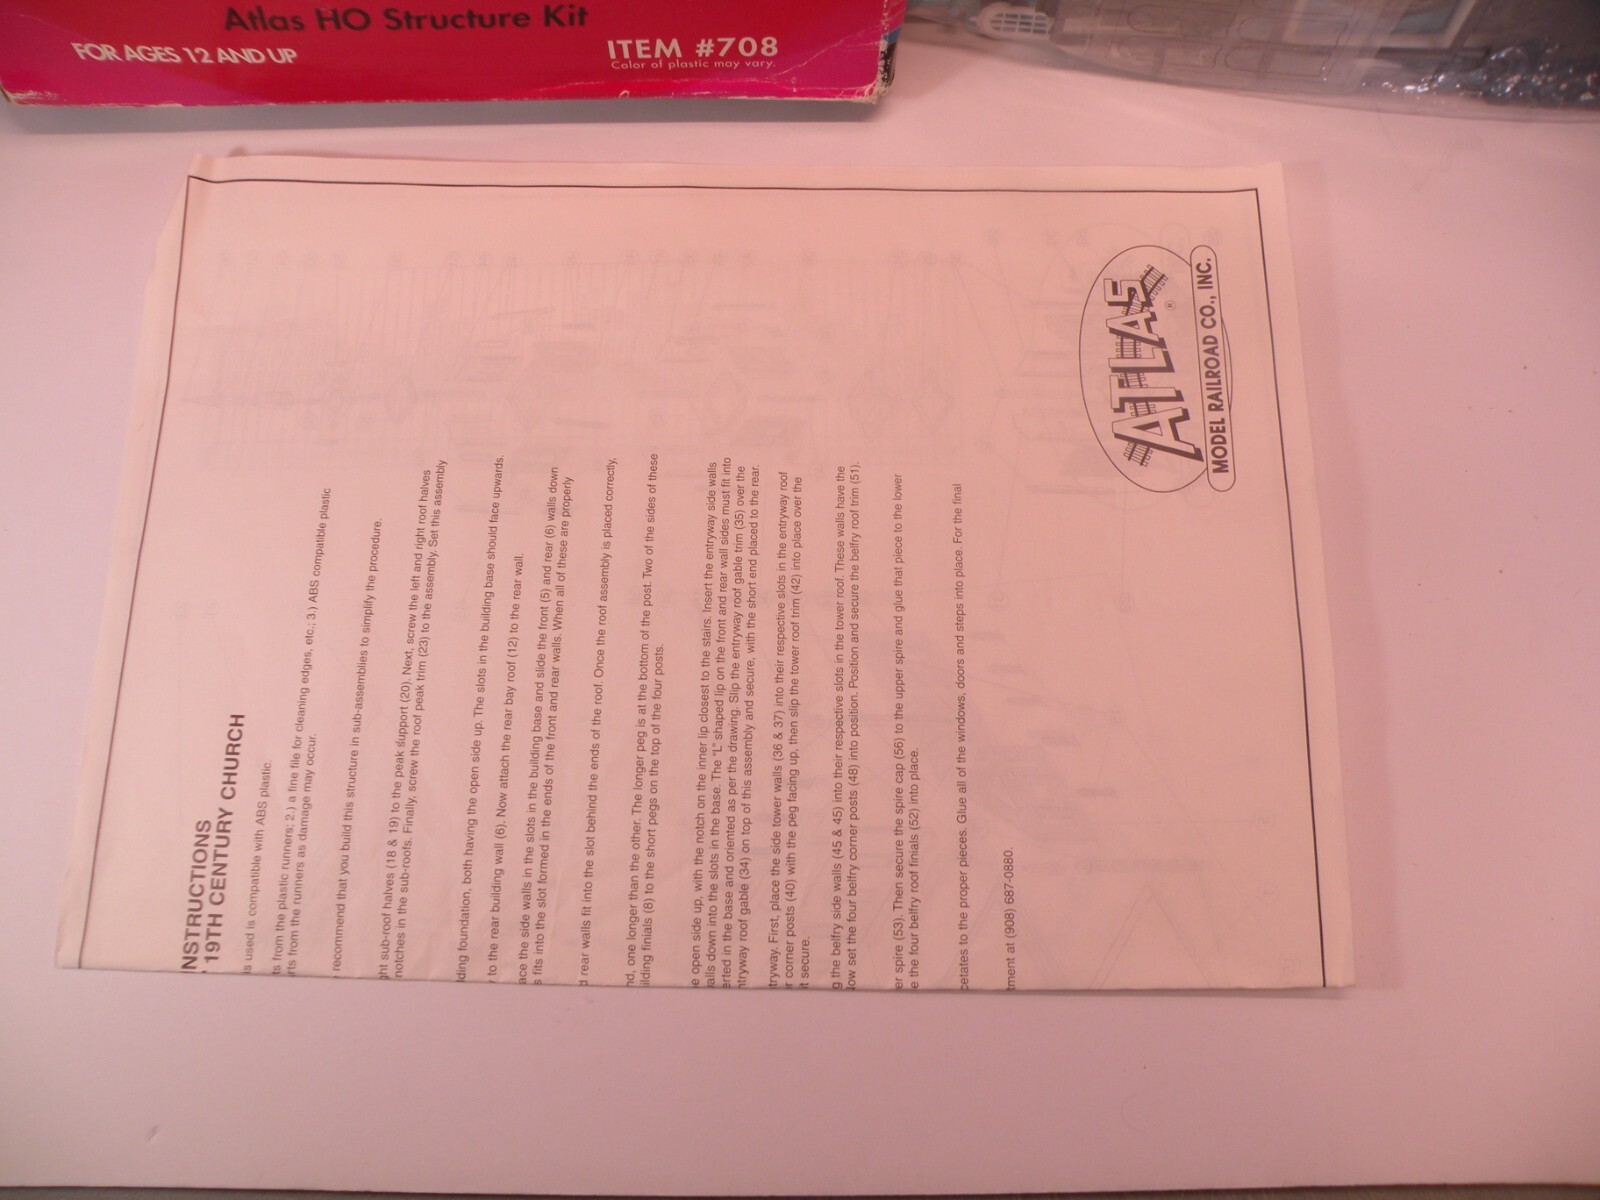 Atlas HO Structure Kit
FOR AGES 12 AND UP
ITEM #708
Color of plastic may vary.
NSTRUCTIONS
19TH CENTURY CHURCH
s used is compatible with ABS plastic.
ts from the plastic runners; 2.) a fine file for cleaning edges, etc.; 3.) ABS compatible plastic
rts from the runners as damage may occur.
recommend that you build this structure in sub-assemblies to simplify the procedure.
ght sub-roof halves (18 & 19) to the peak support (20). Next, screw the left and right roof halves
notches in the sub-roofs. Finally, screw the roof peak trim (23) to the assembly. Set this assembly
lding foundation, both having the open side up. The slots in the building base should face upwards.
to the rear building wall (6). Now attach the rear bay roof (12) to the rear wall.
ace the side walls in the slots in the building base and slide the front (5) and rear (6) walls down
s fits into the slot formed in the ends of the front and rear walls. When all of these are properly
d rear walls fit into the slot behind the ends of the roof. Once the roof assembly is placed correctly,
nd, one longer than the other. The longer peg is at the bottom of the post. Two of the sides of these
ilding finials (8) to the short pegs on the top of the four posts.
e open side up, with the notch on the inner lip closest to the stairs. Insert the entryway side walls
alls down into the slots in the base. The "L" shaped lip on the front and rear wall sides must fit into
erted in the base and oriented as per the drawing. Slip the entryway roof gable trim (35) over the
ntryway roof gable (34) on top of this assembly and secure, with the short end placed to the rear.
tryway. First, place the side tower walls (36 & 37) into their respective slots in the entryway roof
r corner posts (40) with the peg facing up, then slip the tower roof trim (42) into place over the
it secure.
g the belfry side walls (45 & 45) into their respective slots in the tower roof. These walls have the
low set the four belfry corner posts (48) into position. Position and secure the belfry roof trim (51).
er spire (53). Then secure the spire cap (56) to the upper spire and glue that piece to the lower
e the four belfry roof finials (52) into place.
cetates to the proper pieces. Glue all of the windows, doors and steps into place. For the final
tment at (908) 687-0880.
ATLAS
®
MODEL RAILROAD CO., INC.